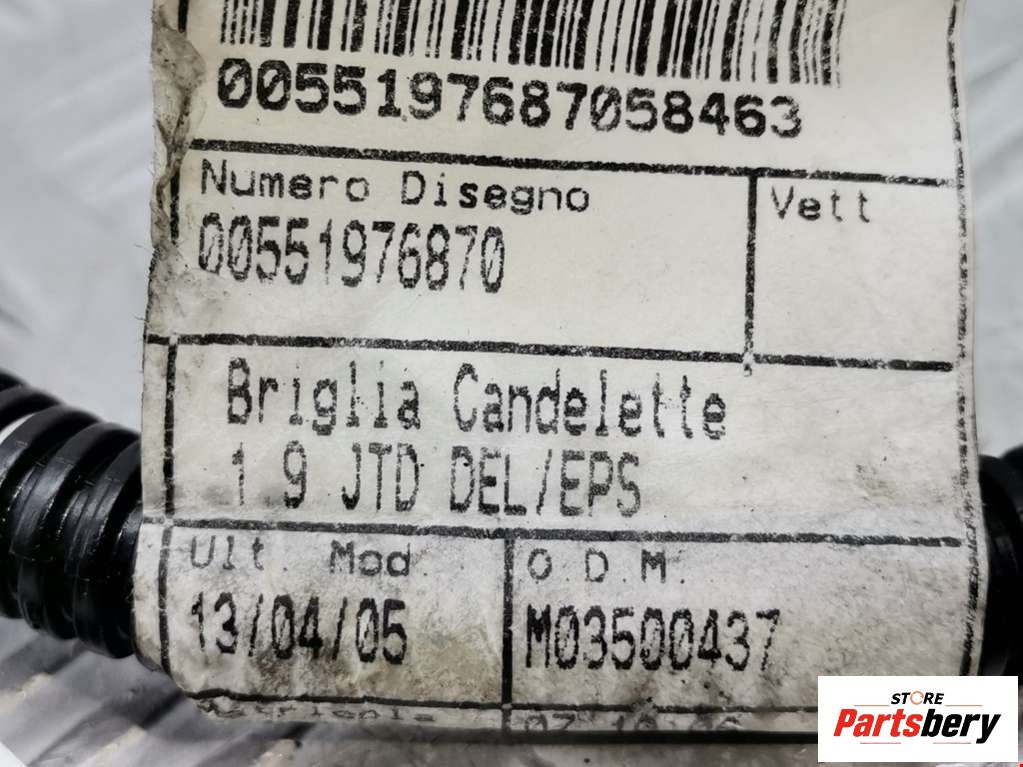 0055197687058463
Numero Disegno
Vett
00551976870
Briglia Candelette
1 9 JTD DEL/EPS
Ult. Mod.
O.D.M.
13/04/05
M03500437
STORE
Partsbery